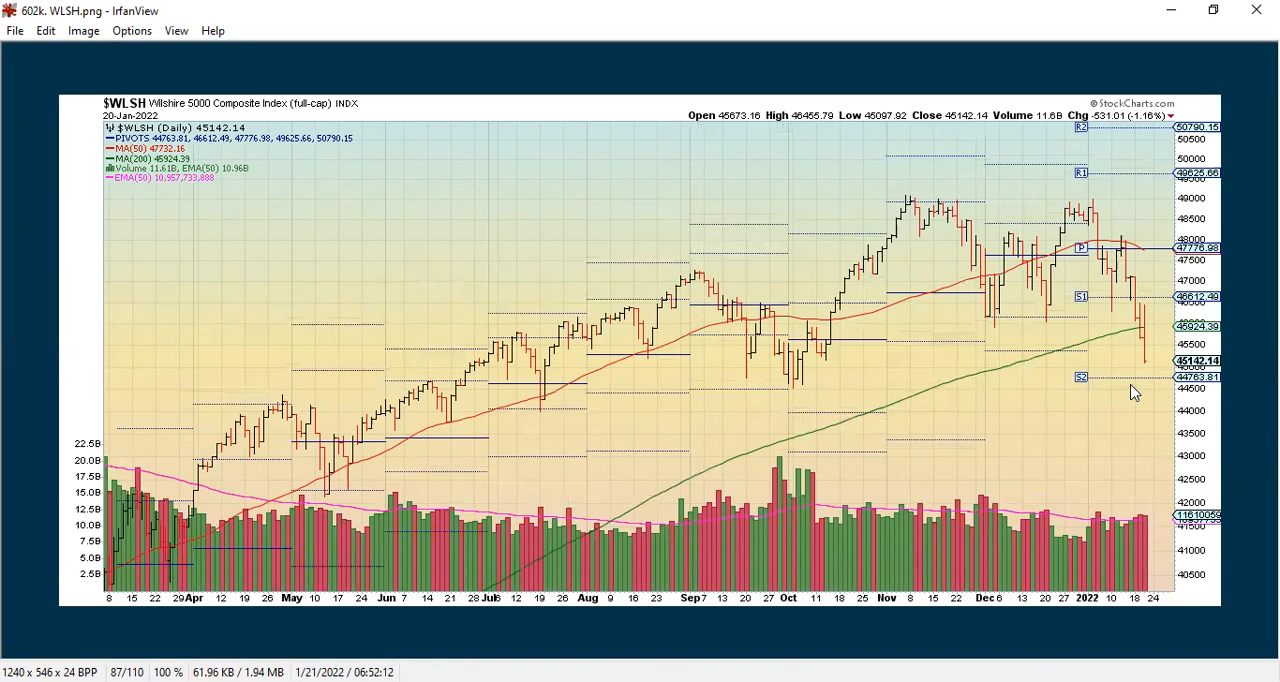 602k. WLSH.png - IrfanView
File Edit Image Options View Help
$WLSH Wilshire 5000 Composite Index (full-cap) INDX
© StockCharts.com
20-Jan-2022
Open 45673.16 High 46455.79 Low 45097.92 Close 45142.14 Volume 11.6B Chg -531.01 (-1.16%)
$WLSH (Daily) 45142.14
PIVOTS 44763.81, 46612.49, 47776.98, 49625.66, 50790.15
MA(50) 47732.16
MA(200) 45924.39
Volume 11.61B, EMA(50) 10.96B
EMA(50) 10,957,733,888
R2 50790.15
50500
50000
R1 49625.66
49000
48500
48000
P 47776.98
47500
47000
S1 46612.49
45924.39
45500
45142.14
S2 44763.81
44500
44000
43500
43000
42500
42000
11610059
41500
41000
40500
22.5B
20.0B
17.5B
15.0B
12.5B
10.0B
7.5B
5.0B
2.5B
8 15 22 29 Apr 12 19 26 May 10 17 24 Jun 7 14 21 28 Jul 6 12 19 26 Aug 9 16 23 Sep 7 13 20 27 Oct 11 18 25 Nov 8 15 22 Dec 6 13 20 27 2022 10 18 24
1240 x 546 x 24 BPP 87/110 100 % 61.96 KB / 1.94 MB 1/21/2022 / 06:52:12